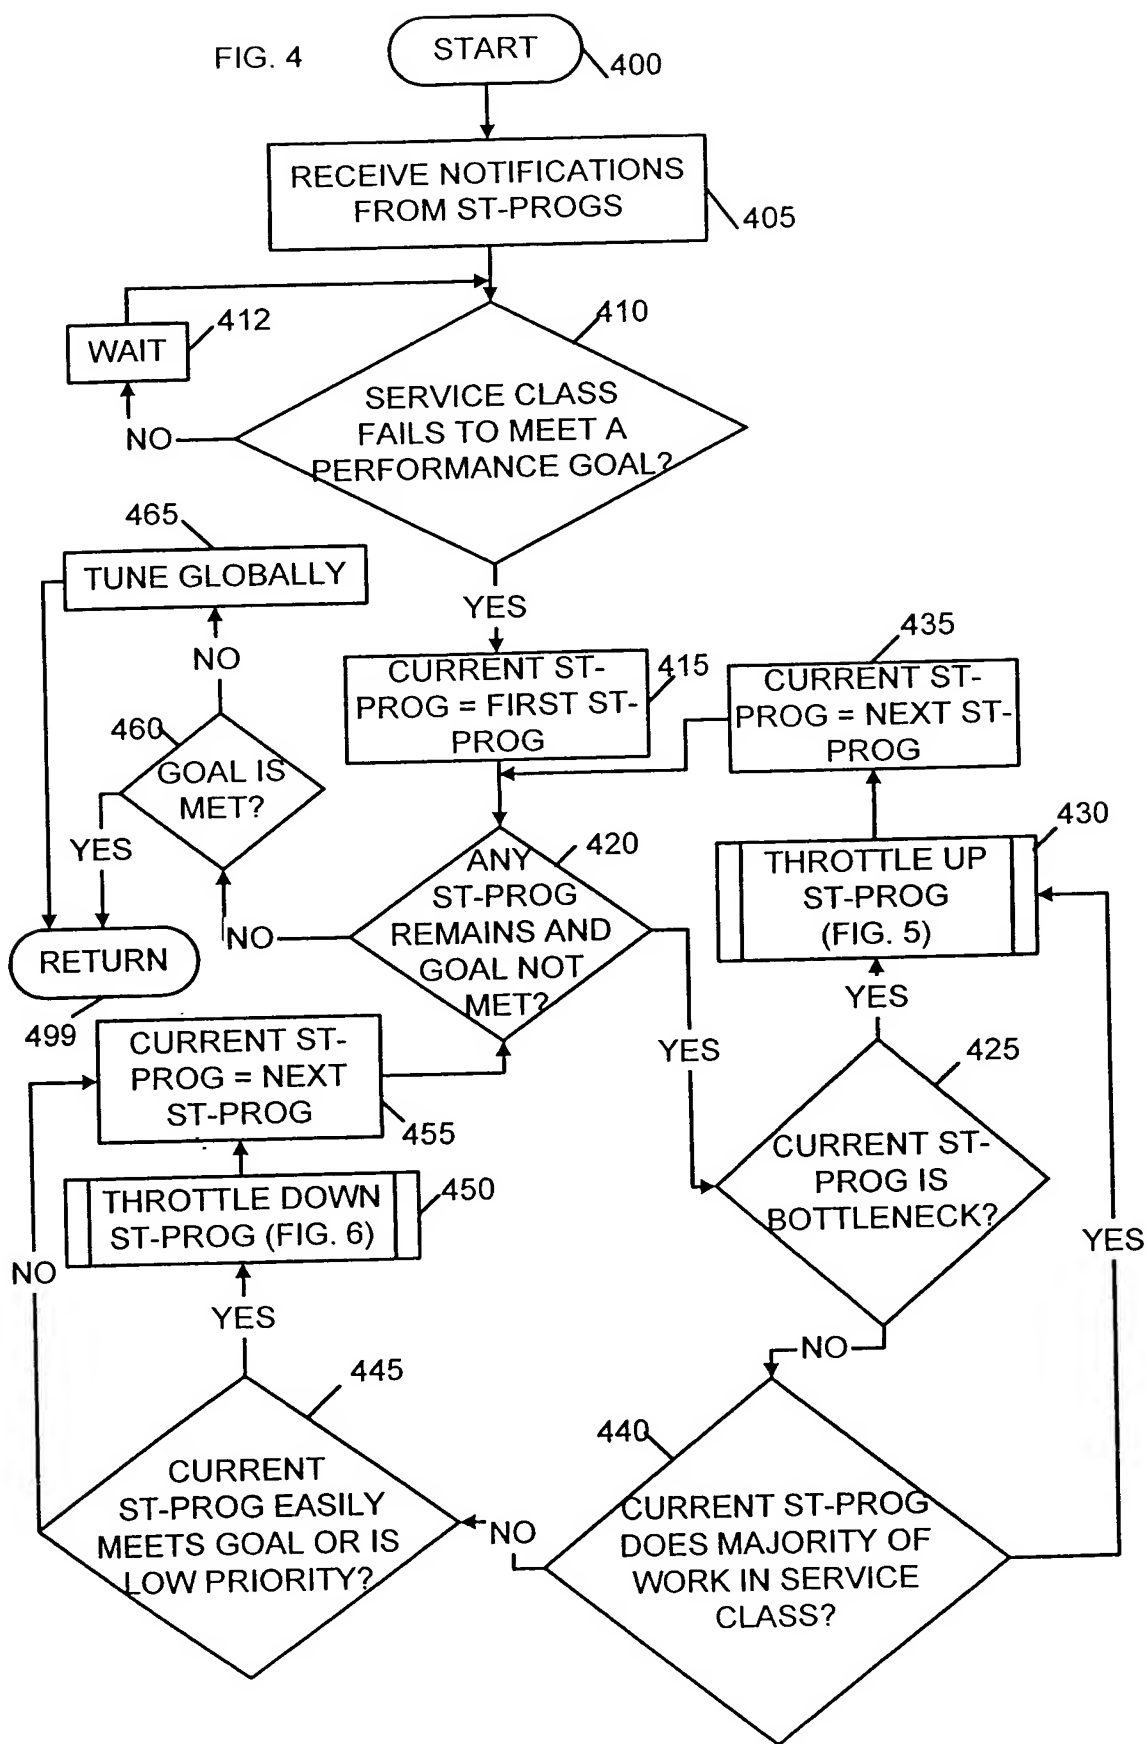 FIG. 4
START
400
RECEIVE NOTIFICATIONS
FROM ST-PROGS
405
412
WAIT
NO
410
SERVICE CLASS
FAILS TO MEET A
PERFORMANCE GOAL?
YES
465
TUNE GLOBALLY
NO
460
GOAL IS
MET?
YES
RETURN
499
CURRENT ST-
PROG = FIRST ST-
PROG
415
435
CURRENT ST-
PROG = NEXT ST-
PROG
420
ANY
ST-PROG
REMAINS AND
GOAL NOT
MET?
NO
YES
430
THROTTLE UP
ST-PROG
(FIG. 5)
YES
425
CURRENT ST-
PROG IS
BOTTLENECK?
YES
NO
CURRENT ST-
PROG = NEXT
ST-PROG
455
THROTTLE DOWN
ST-PROG (FIG. 6)
450
NO
YES
445
CURRENT
ST-PROG EASILY
MEETS GOAL OR IS
LOW PRIORITY?
NO
440
CURRENT ST-PROG
DOES MAJORITY OF
WORK IN SERVICE
CLASS?